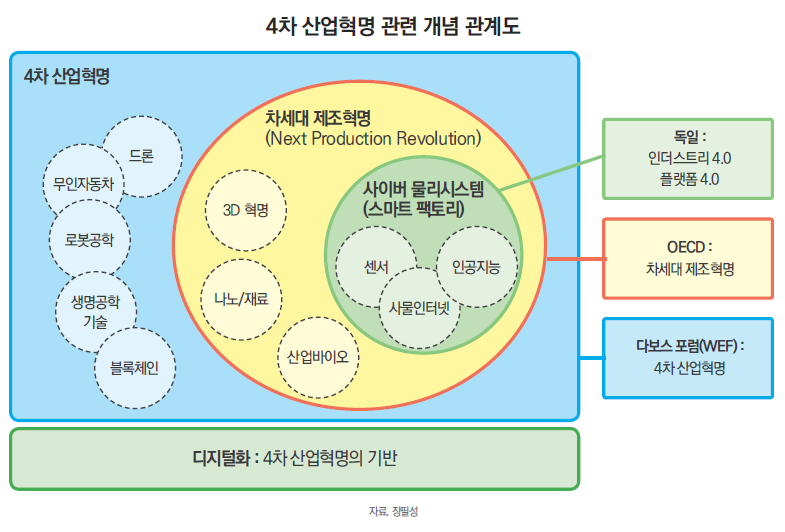 4차 산업혁명 관련 개념 관계도
4차 산업혁명
드론
무인자동차
로봇공학
생명공학
기술
블록체인
차세대 제조혁명
(Next Production Revolution)
3D 혁명
나노/재료
산업바이오
사이버 물리시스템
(스마트 팩토리)
센서
인공지능
사물인터넷
독일 :
인더스트리 4.0
플랫폼 4.0
OECD :
차세대 제조혁명
다보스 포럼(WEF) :
4차 산업혁명
디지털화 : 4차 산업혁명의 기반
자료. 장필성